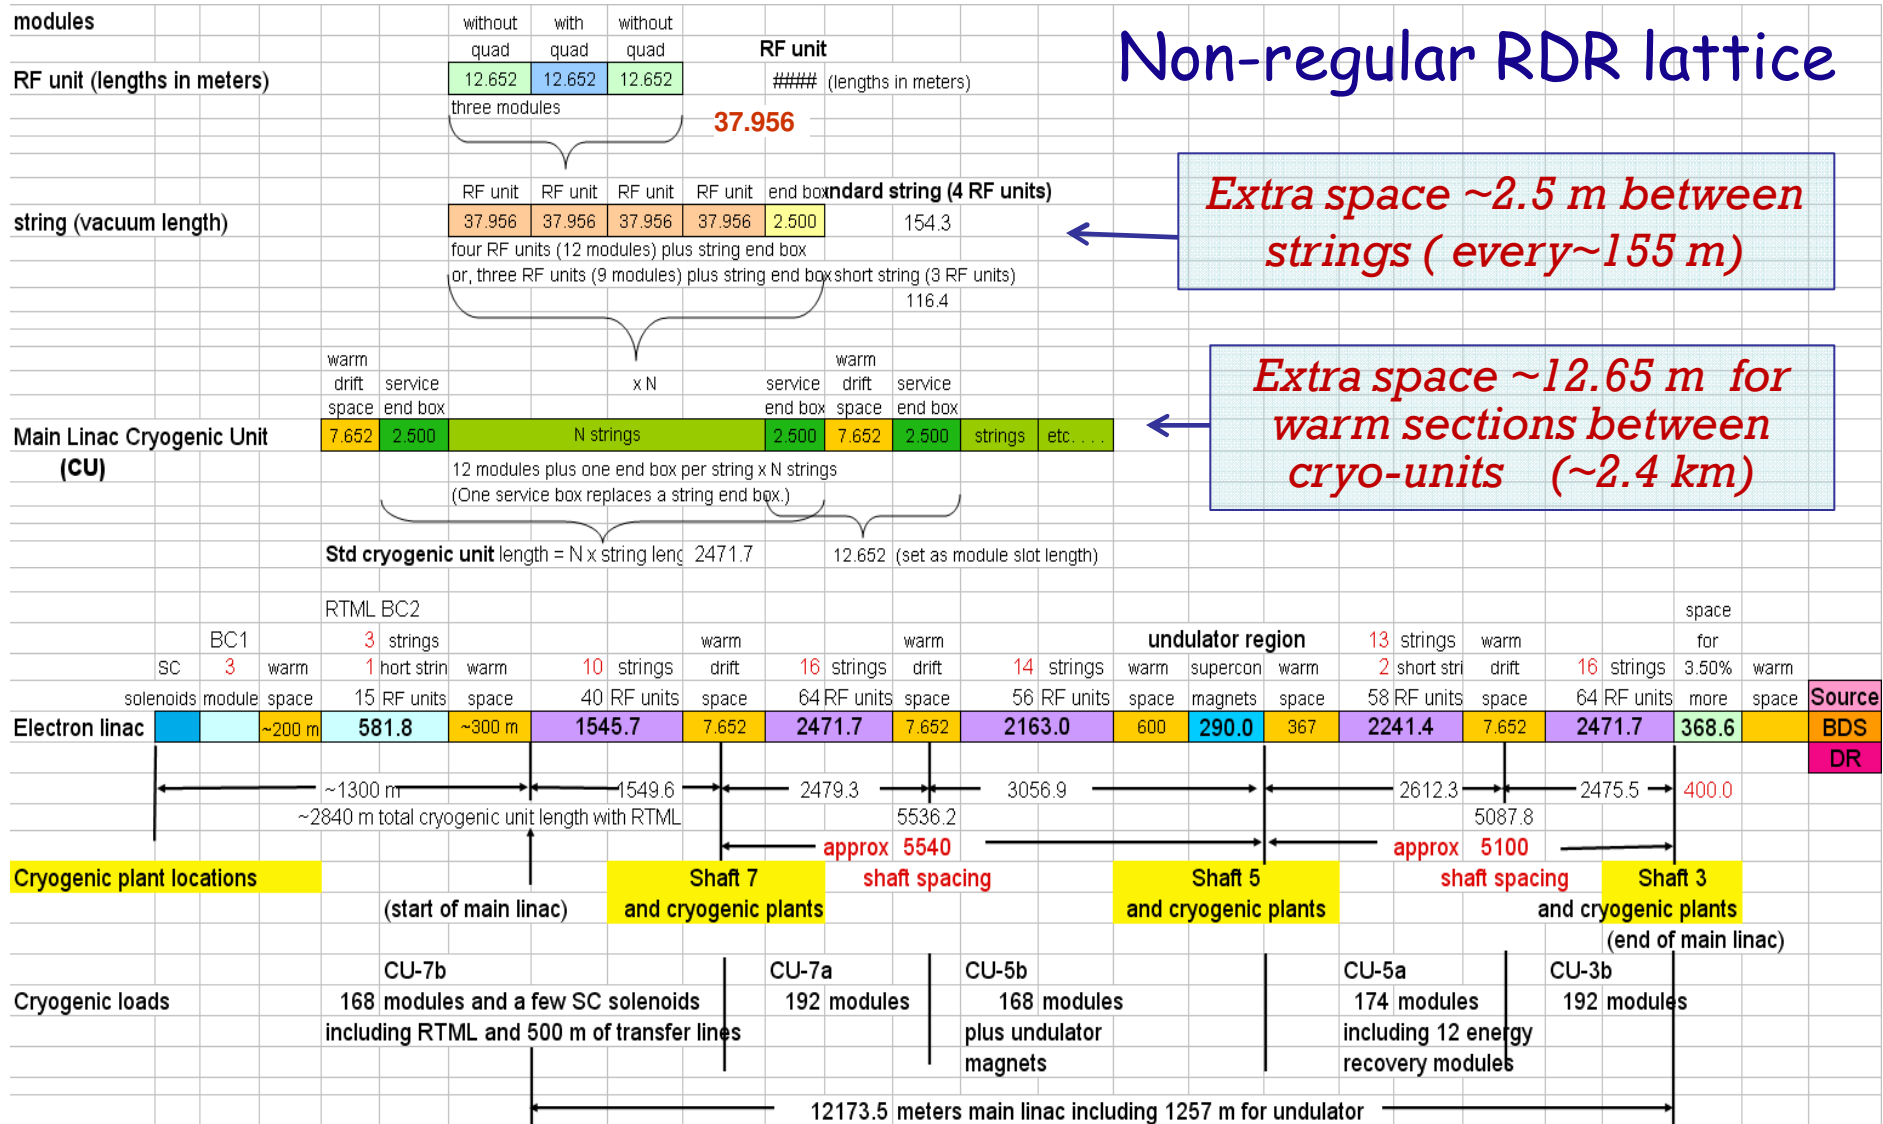 modules without with without
quad quad quad RF unit
Non-regular RDR lattice
RF unit (lengths in meters) 12.652 12.652 12.652 #### (lengths in meters)
three modules
37.956
RF unit RF unit RF unit RF unit end box ndard string (4 RF units)
string (vacuum length) 37.956 37.956 37.956 37.956 2.500 154.3
four RF units (12 modules) plus string end box
or, three RF units (9 modules) plus string end box short string (3 RF units)
116.4
Extra space ~2.5 m between
strings ( every~155 m)
warm warm
drift service x N service drift service
space end box end box space end box
Main Linac Cryogenic Unit 7.652 2.500 N strings 2.500 7.652 2.500 strings etc. . . .
(CU)
12 modules plus one end box per string x N strings
(One service box replaces a string end box.)
Extra space ~12.65 m for
warm sections between
cryo-units (~2.4 km)
Std cryogenic unit length = N x string leng 2471.7 12.652 (set as module slot length)
RTML BC2 space
BC1 3 strings warm warm undulator region 13 strings warm for
SC 3 warm 1 hort strin warm 10 strings drift 16 strings drift 14 strings warm supercon warm 2 short stri drift 16 strings 3.50% warm
solenoids module space 15 RF units space 40 RF units space 64 RF units space 56 RF units space magnets space 58 RF units space 64 RF units more space Source
Electron linac ~200 m 581.8 ~300 m 1545.7 7.652 2471.7 7.652 2163.0 600 290.0 367 2241.4 7.652 2471.7 368.6 BDS
DR
~1300 m 1549.6 2479.3 3056.9 2612.3 2475.5 400.0
~2840 m total cryogenic unit length with RTML 5536.2 5087.8
approx 5540 approx 5100
Cryogenic plant locations Shaft 7 shaft spacing Shaft 5 shaft spacing Shaft 3
(start of main linac) and cryogenic plants and cryogenic plants and cryogenic plants
(end of main linac)
CU-7b CU-7a CU-5b CU-5a CU-3b
Cryogenic loads 168 modules and a few SC solenoids 192 modules 168 modules 174 modules 192 modules
including RTML and 500 m of transfer lines plus undulator including 12 energy
magnets recovery modules
12173.5 meters main linac including 1257 m for undulator